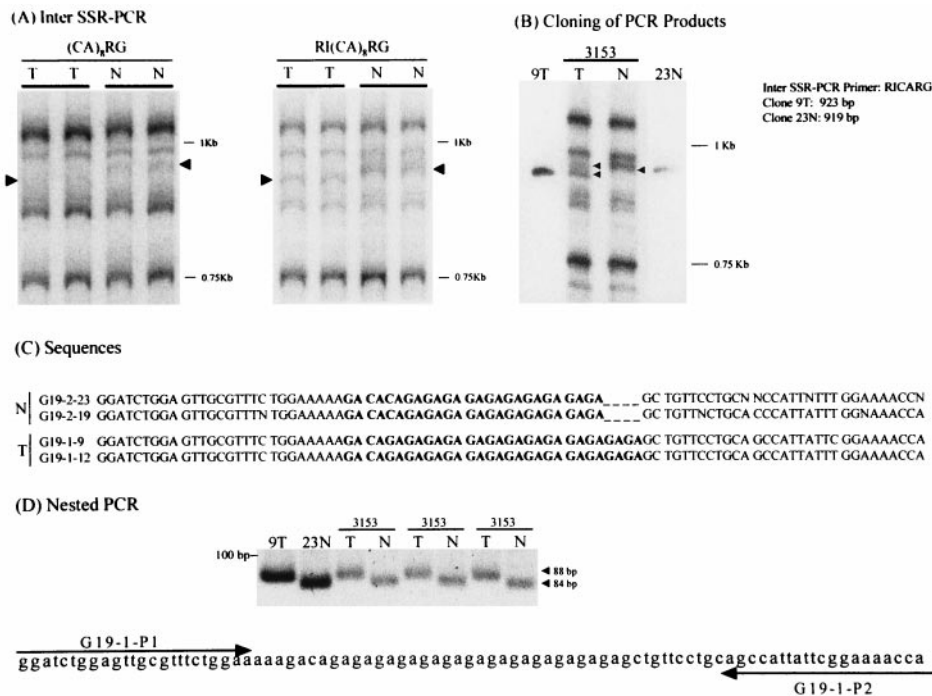 (A) Inter SSR-PCR
(CA)8RG
T T N N
1Kb
0.75Kb
RI(CA)8RG
T T N N
1Kb
0.75Kb
(B) Cloning of PCR Products
3153
9T T N 23N
1 Kb
0.75 Kb
Inter SSR-PCR Primer: RICARG
Clone 9T: 923 bp
Clone 23N: 919 bp
(C) Sequences
N
G19-2-23 GGATCTGGA GTTGCGTTTC TGGAAAAAGA CACAGAGAGA GAGAGAGAGA GAGA____GC TGTTCCTGCN NCCATTNTTT GGAAAACCN
G19-2-19 GGATCTGGA GTTGCGTTTN TGGAAAAAGA CACAGAGAGA GAGAGAGAGA GAGA____GC TGTTNCTGCA CCCATTATTT GGNAAACCA
T
G19-1-9 GGATCTGGA GTTGCGTTTC TGGAAAAAGA CAGAGAGAGA GAGAGAGAGA GAGAGAGAGC TGTTCCTGCA GCCATTATTC GGAAAACCA
G19-1-12 GGATCTGGA GTTGCGTTTC TGGAAAAAGA CAGAGAGAGA GAGAGAGAGA GAGAGAGAGC TGTTCCTGCA GCCATTATTT GGAAAACCA
(D) Nested PCR
3153 3153 3153
9T 23N T N T N T N
100 bp
88 bp
84 bp
G19-1-P1
ggatctggagttgcgtttctggaaaaagacagagagagagagagagagagagagagagagctgttcctgcagccattattcggaaaacca
G19-1-P2